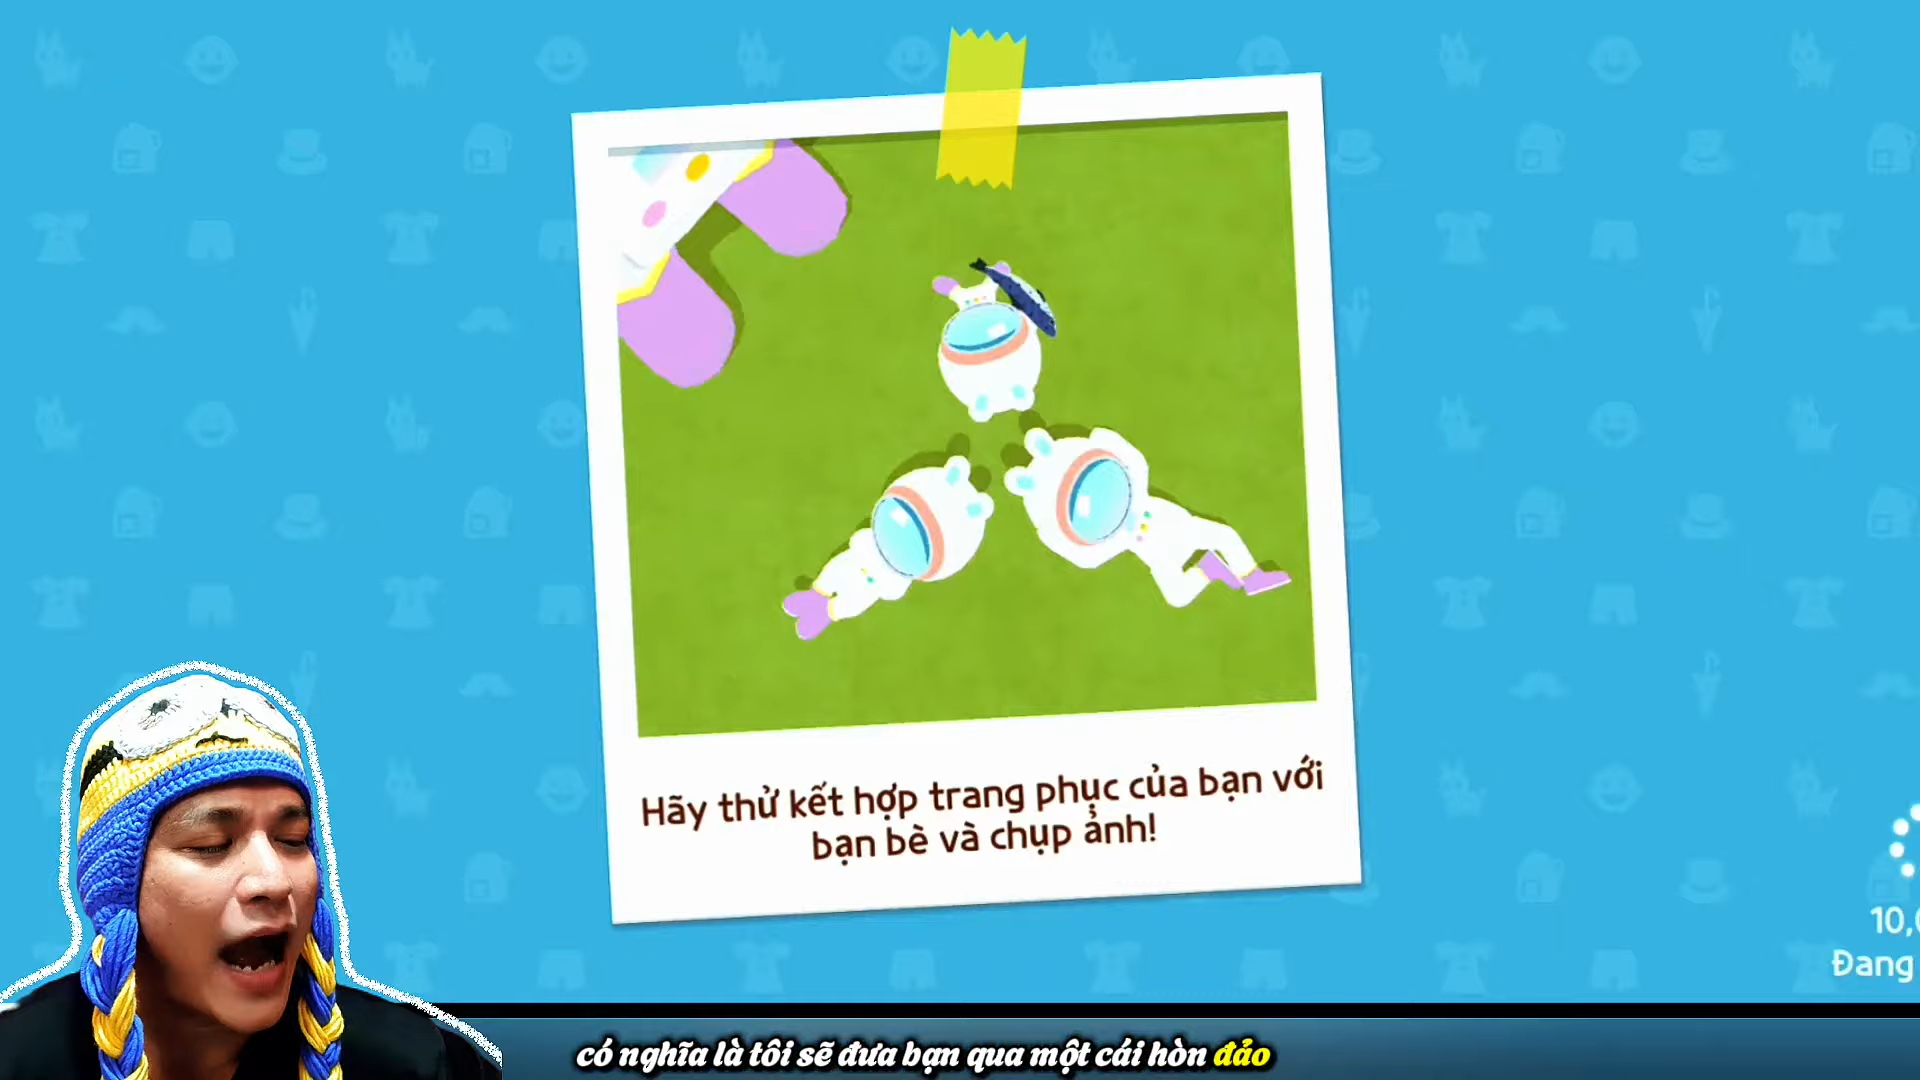 Hãy thử kết hợp trang phục của bạn với
bạn bè và chụp ảnh!
Đang
có nghĩa là tôi sẽ đưa bạn qua một cái hòn đảo